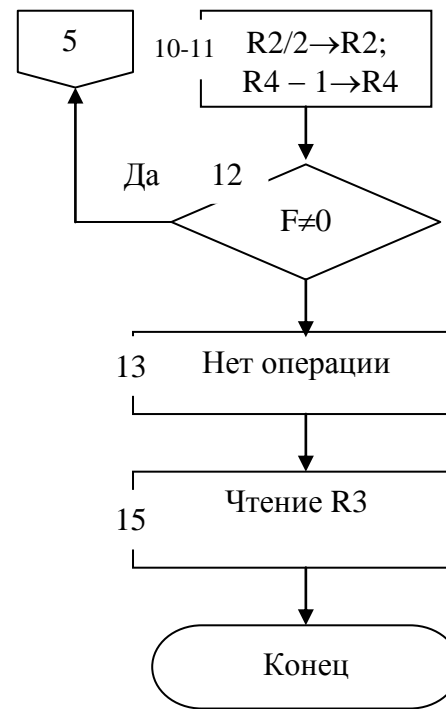 5
10-11
R2/2→R2;
R4 – 1→R4
Да
12
F≠0
13
Нет операции
15
Чтение R3
Конец